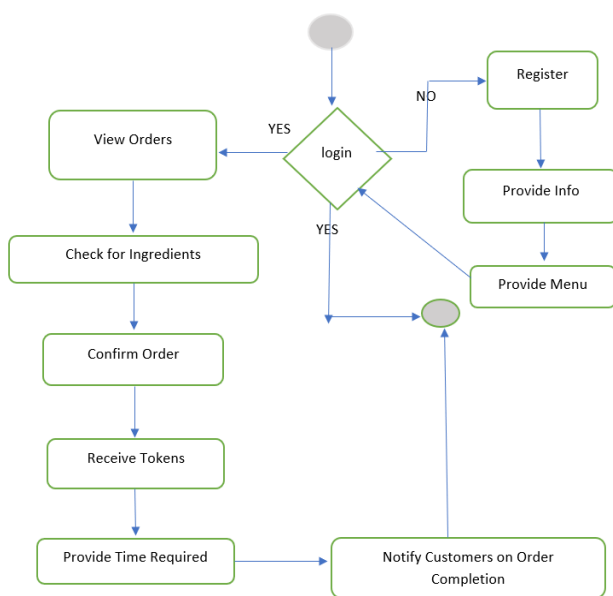 Register
NO
YES
View Orders
login
Provide Info
YES
Check for Ingredients
Provide Menu
Confirm Order
Receive Tokens
Provide Time Required
Notify Customers on Order
Completion